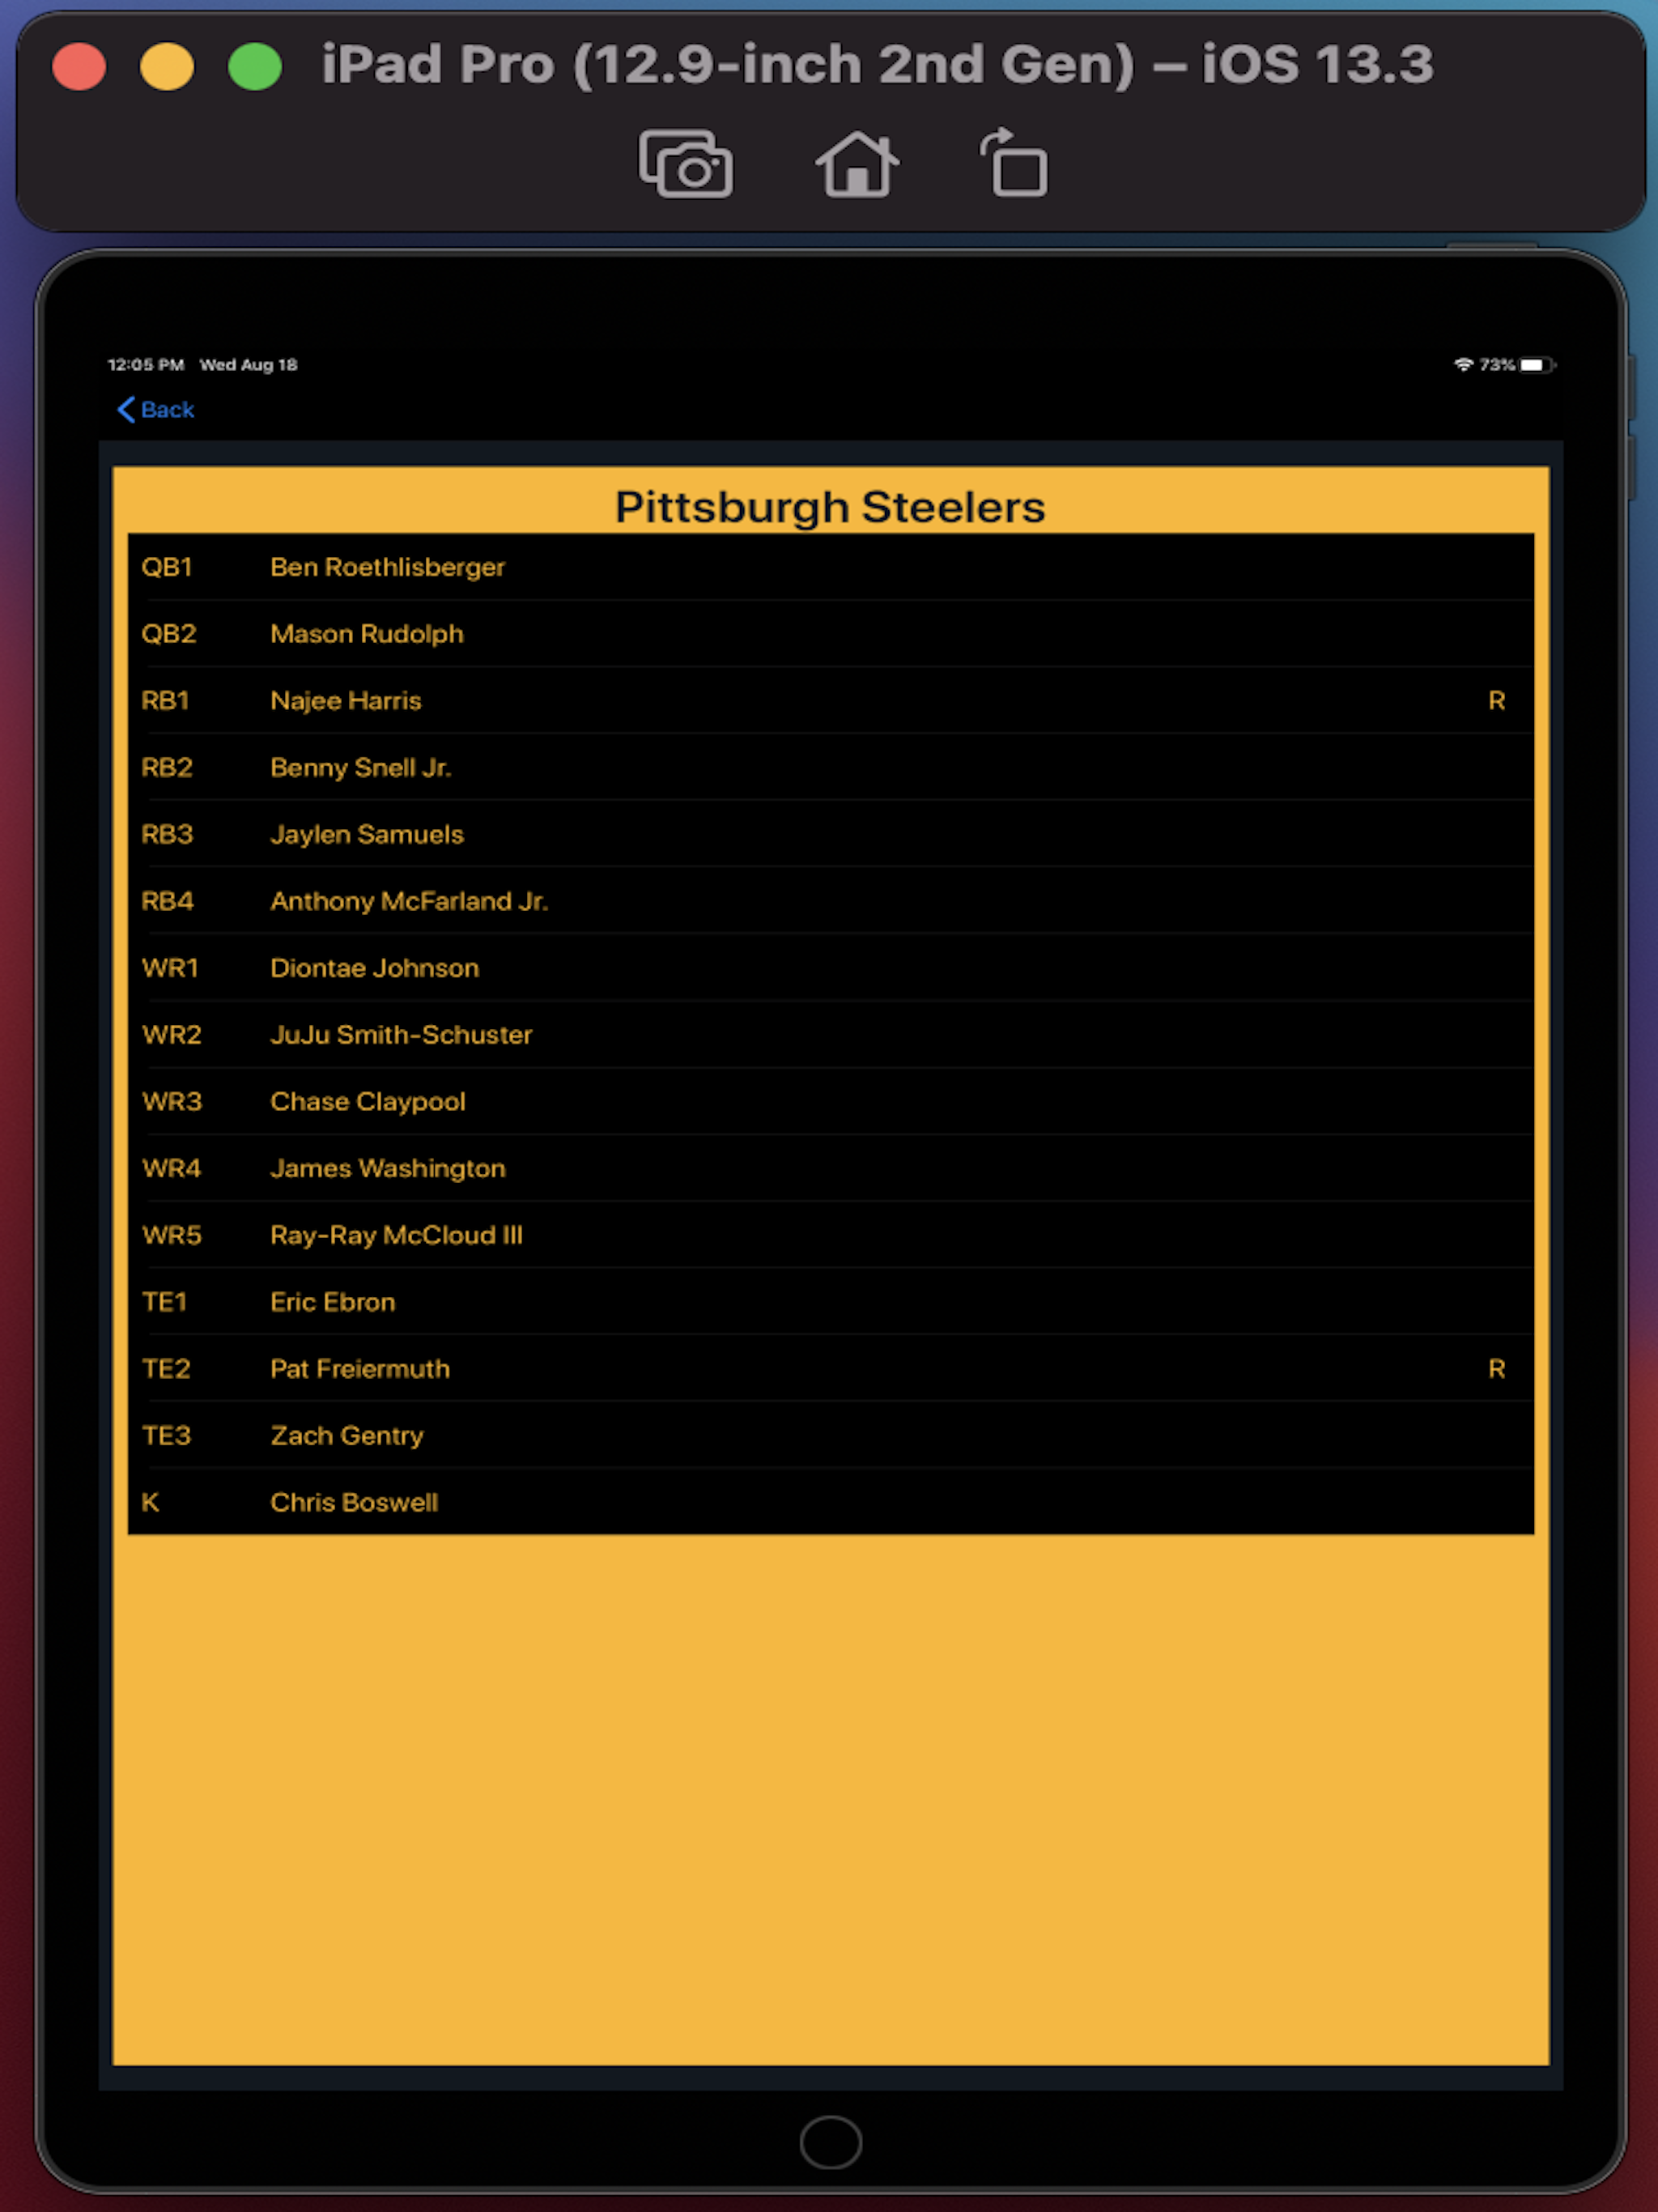 iPad Pro (12.9-inch 2nd Gen) – iOS 13.3
12:05 PM Wed Aug 18 73%
Back
Pittsburgh Steelers
QB1 Ben Roethlisberger
QB2 Mason Rudolph
RB1 Najee Harris R
RB2 Benny Snell Jr.
RB3 Jaylen Samuels
RB4 Anthony McFarland Jr.
WR1 Diontae Johnson
WR2 JuJu Smith-Schuster
WR3 Chase Claypool
WR4 James Washington
WR5 Ray-Ray McCloud III
TE1 Eric Ebron
TE2 Pat Freiermuth R
TE3 Zach Gentry
K Chris Boswell